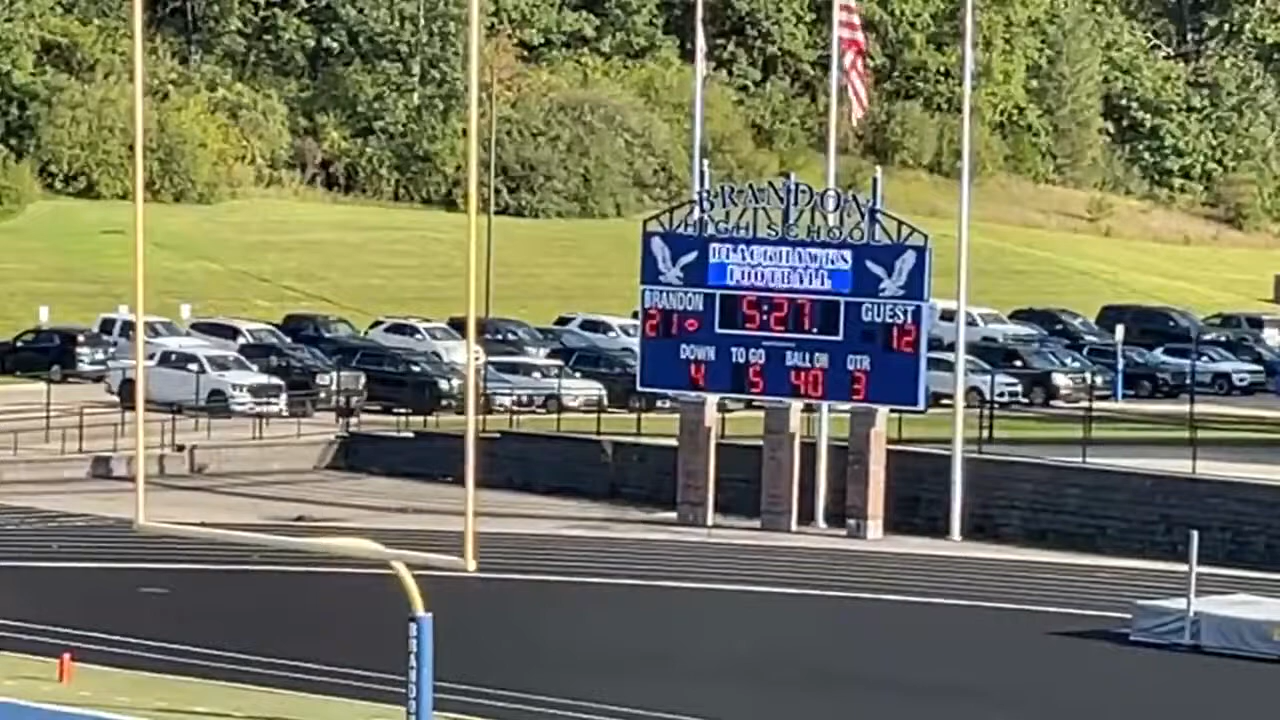 BRANDON
HIGH SCHOOL
BLACKHAWKS
FOOTBALL
BRANDON 5:27 GUEST
21 12
DOWN TO GO BALL ON QTR
4 5 40 3
BRANDO